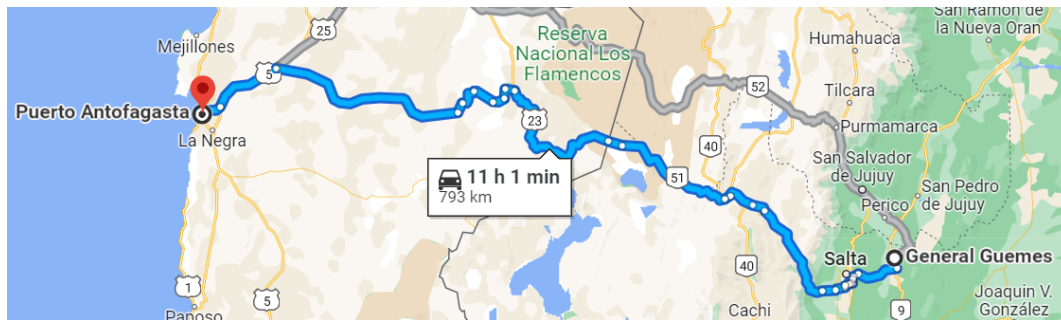 San Ramón de
la Nueva Oran
25
Mejillones
5
Reserva
Nacional Los
Flamencos
Humahuaca
52
Tilcara
Puerto Antofagasta
La Negra
23
Purmamarca
40
San Salvador
de Jujuy
11 h 1 min
793 km
51
San Pedro
de Jujuy
Perico
Salta
General Guemes
40
1
5
Paposo
Cachi
9
Joaquin V.
González